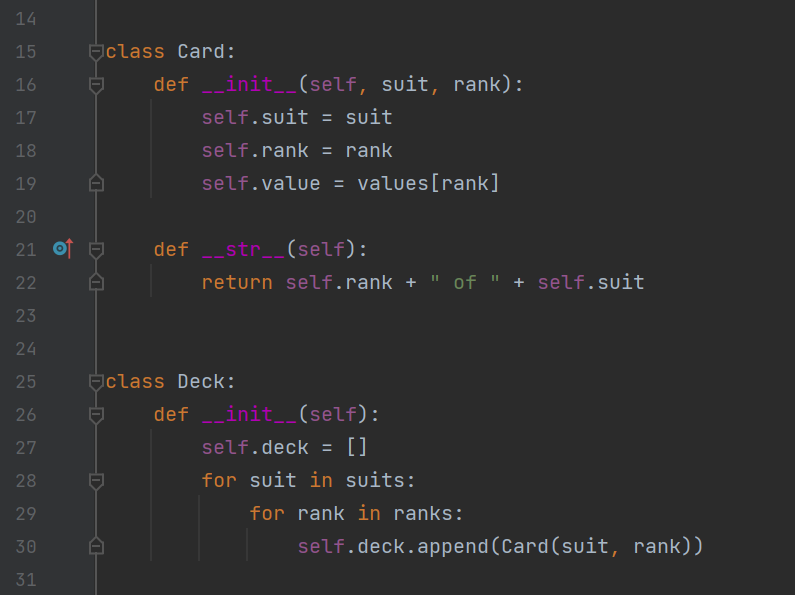 14
15 class Card:
16     def __init__(self, suit, rank):
17         self.suit = suit
18         self.rank = rank
19         self.value = values[rank]
20
21     def __str__(self):
22         return self.rank + " of " + self.suit
23
24
25 class Deck:
26     def __init__(self):
27         self.deck = []
28         for suit in suits:
29             for rank in ranks:
30                 self.deck.append(Card(suit, rank))
31